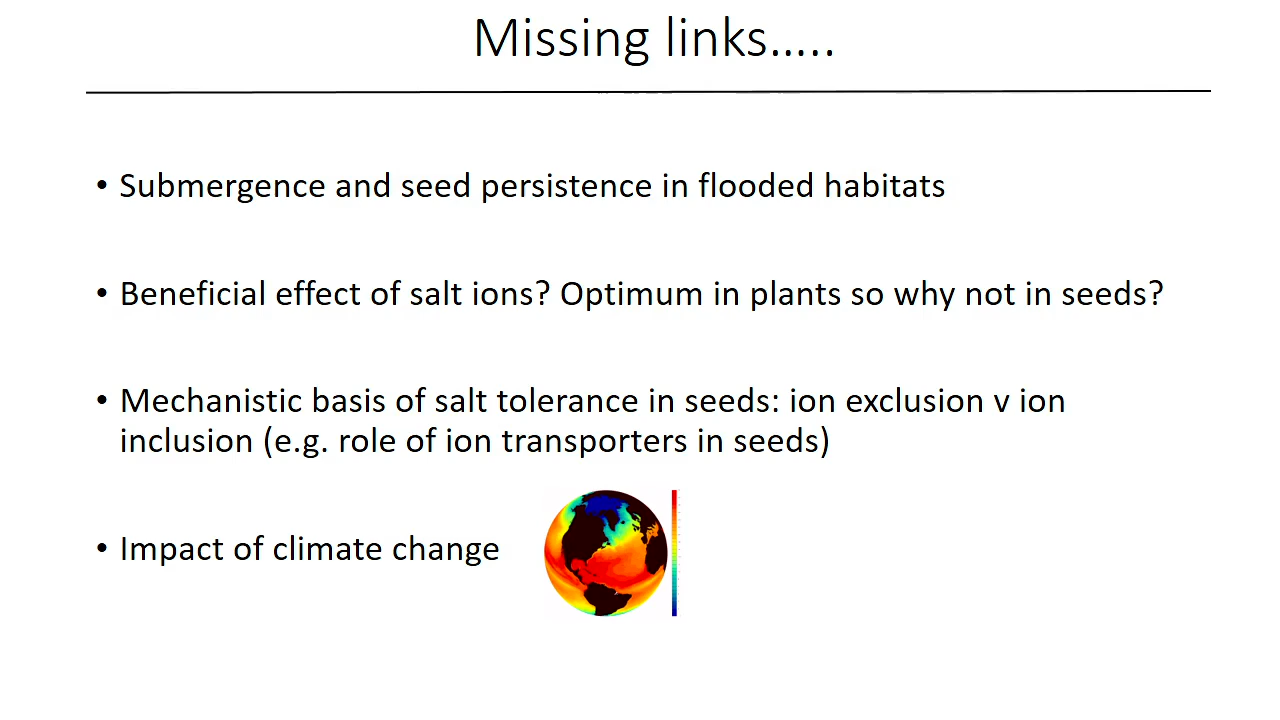 Missing links.....
• Submergence and seed persistence in flooded habitats
• Beneficial effect of salt ions? Optimum in plants so why not in seeds?
• Mechanistic basis of salt tolerance in seeds: ion exclusion v ion
inclusion (e.g. role of ion transporters in seeds)
• Impact of climate change